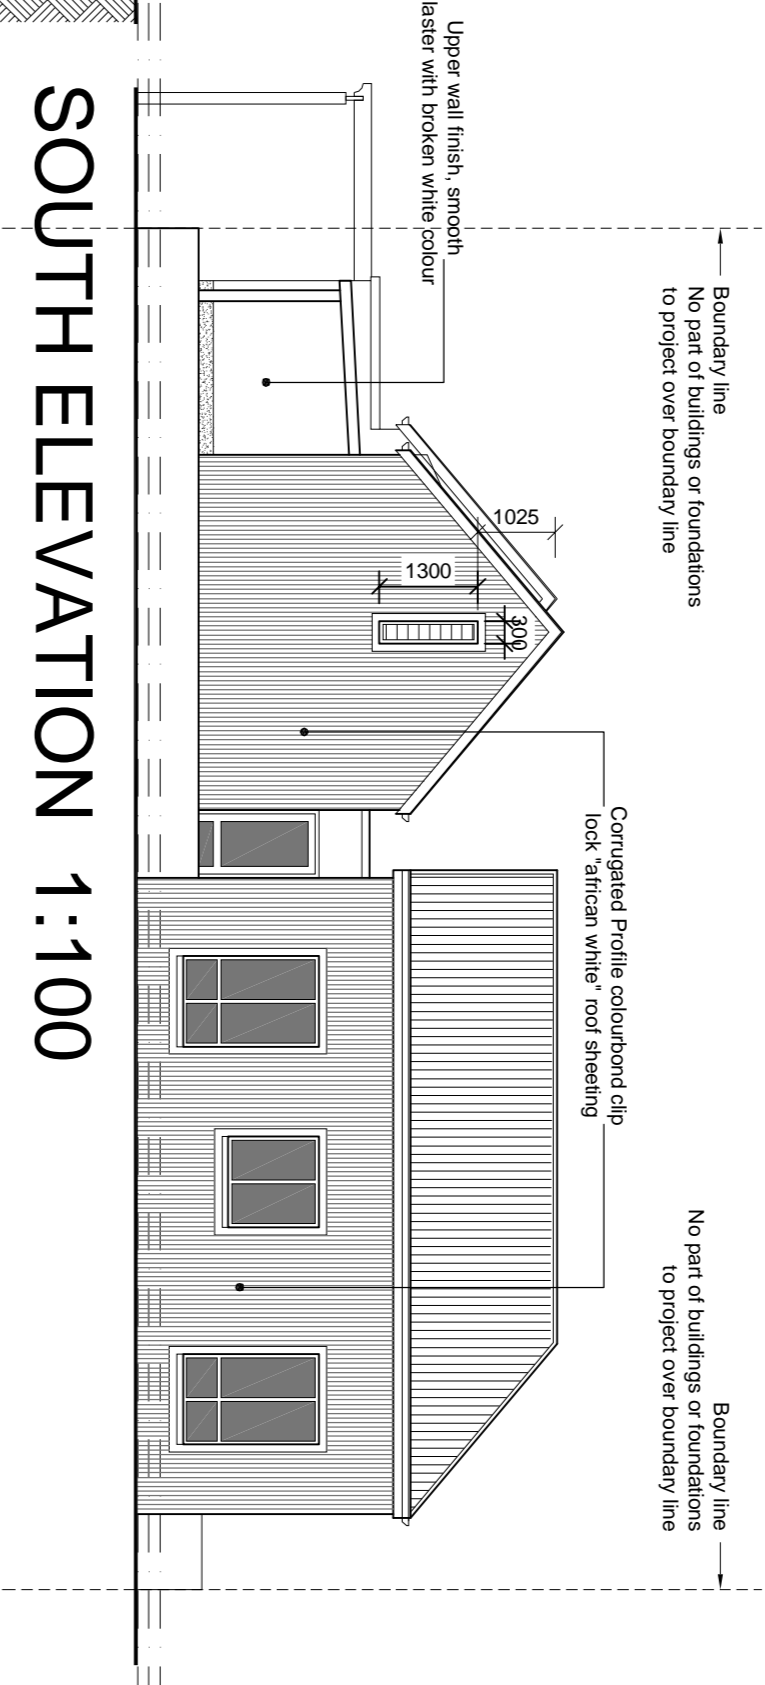 Upper wall finish, smooth
laster with broken white colour
Boundary line
No part of buildings or foundations
to project over boundary line
1025
1300
300
Corrugated Profile colourbond clip
lock "african white" roof sheeting
Boundary line
No part of buildings or foundations
to project over boundary line
SOUTH ELEVATION 1:100